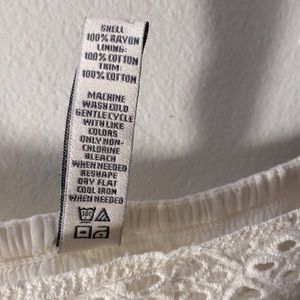 SHELL
100% RAYON
LINING:
100% COTTON
TRIM:
100% COTTON
MACHINE
WASH COLD
GENTLE CYCLE
WITH LIKE
COLORS
ONLY NON-
CHLORINE
BLEACH
WHEN NEEDED
RESHAPE
DRY FLAT
COOL IRON
WHEN NEEDED